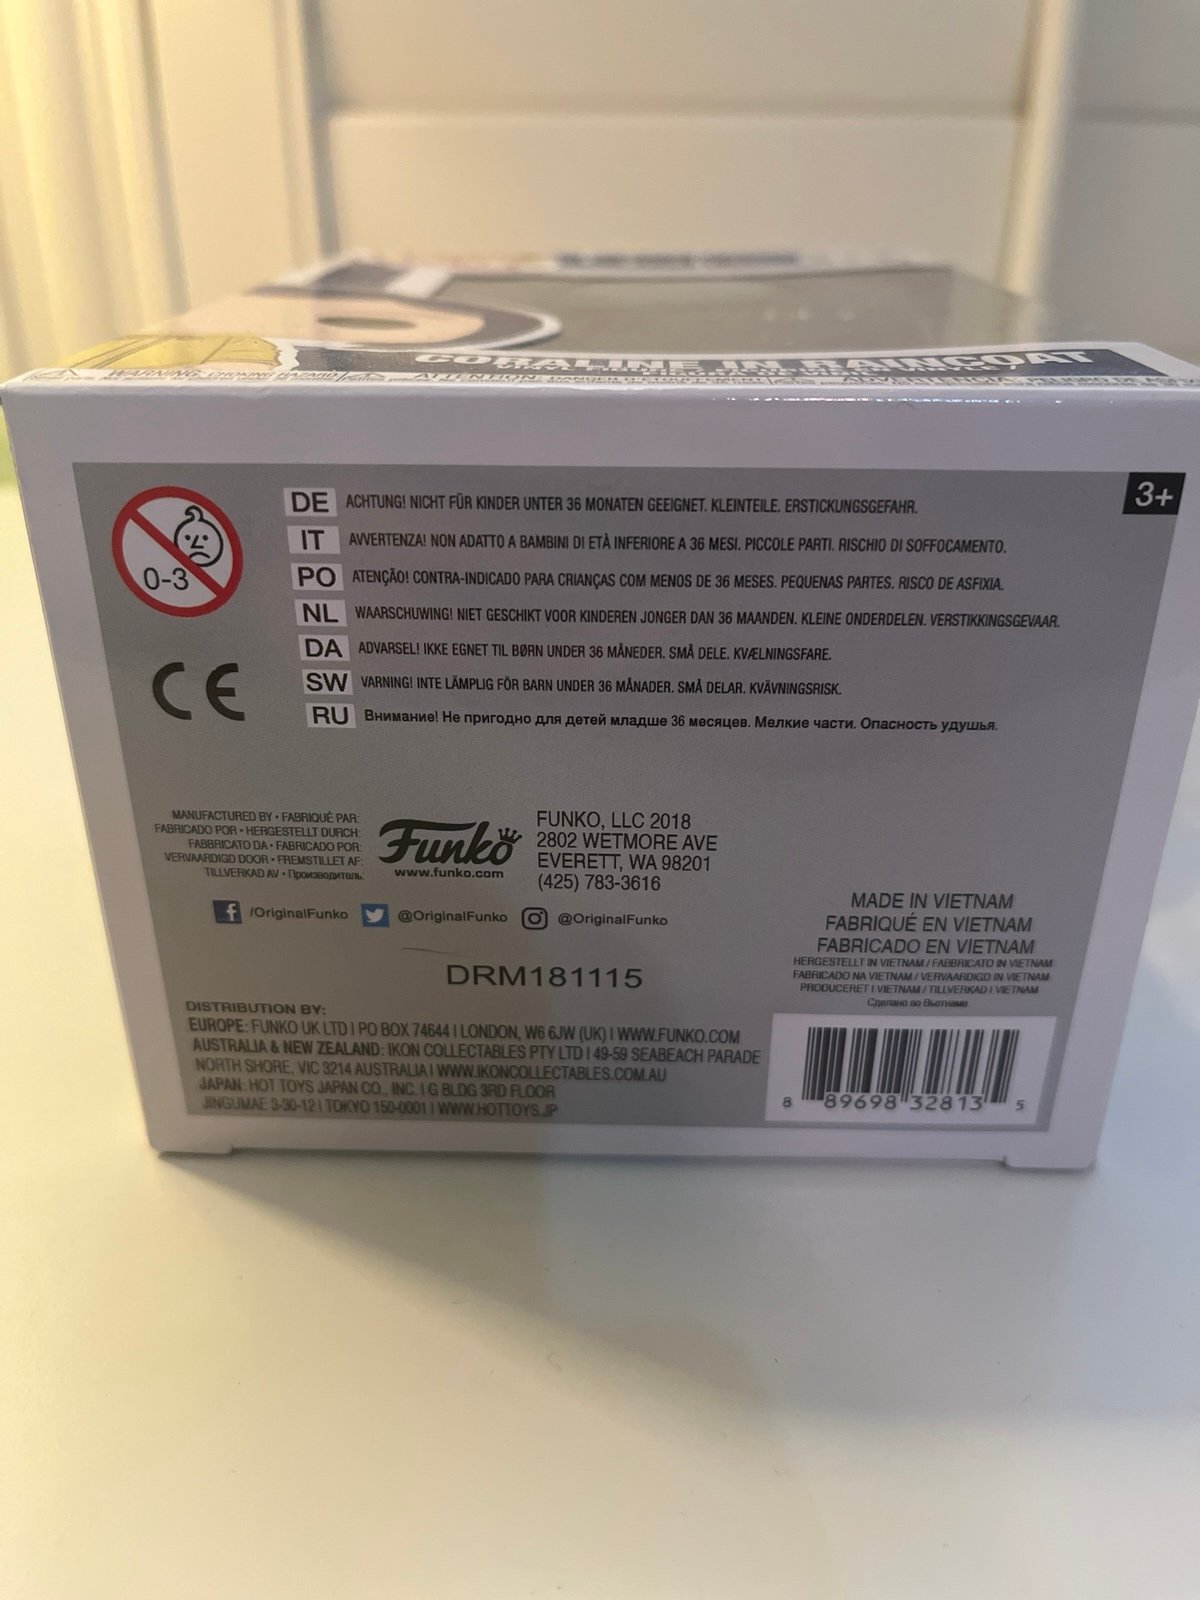 CORALINE IN RAINCOAT
WARNING: CHOKING HAZARD
ATTENTION:
DE ACHTUNG! NICHT FÜR KINDER UNTER 36 MONATEN GEEIGNET. KLEINTEILE. ERSTICKUNGSGEFAHR.
3+
IT AVVERTENZA! NON ADATTO A BAMBINI DI ETÀ INFERIORE A 36 MESI. PICCOLE PARTI. RISCHIO DI SOFFOCAMENTO.
PO ATENÇÃO! CONTRA-INDICADO PARA CRIANÇAS COM MENOS DE 36 MESES. PEQUENAS PARTES. RISCO DE ASFIXIA.
0-3
NL WAARSCHUWING! NIET GESCHIKT VOOR KINDEREN JONGER DAN 36 MAANDEN. KLEINE ONDERDELEN. VERSTIKKINGSGEVAAR.
DA ADVARSEL! IKKE EGNET TIL BØRN UNDER 36 MÅNEDER. SMÅ DELE. KVÆLNINGSFARE.
SW VARNING! INTE LÄMPLIG FÖR BARN UNDER 36 MÅNADER. SMÅ DELAR. KVÄVNINGSRISK.
CE
RU Внимание! Не пригодно для детей младше 36 месяцев. Мелкие части. Опасность удушья.
MANUFACTURED BY • FABRIQUÉ PAR:
FABRICADO POR • HERGESTELLT DURCH:
FABBRICATO DA • FABRICADO POR:
VERVAARDIGD DOOR • FREMSTILLET AF:
TILLVERKAD AV • Производитель:
Funko
www.funko.com
FUNKO, LLC 2018
2802 WETMORE AVE
EVERETT, WA 98201
(425) 783-3616
/OriginalFunko @OriginalFunko @OriginalFunko
DRM181115
MADE IN VIETNAM
FABRIQUÉ EN VIETNAM
FABRICADO EN VIETNAM
HERGESTELLT IN VIETNAM / FABBRICATO IN VIETNAM
FABRICADO NA VIETNAM / VERVAARDIGD IN VIETNAM
PRODUCERET I VIETNAM / TILLVERKAD I VIETNAM
Сделано во Вьетнаме
DISTRIBUTION BY:
EUROPE: FUNKO UK LTD | PO BOX 74644 | LONDON, W6 6JW (UK) | WWW.FUNKO.COM
AUSTRALIA & NEW ZEALAND: IKON COLLECTABLES PTY LTD | 49-59 SEABEACH PARADE
NORTH SHORE, VIC 3214 AUSTRALIA | WWW.IKONCOLLECTABLES.COM.AU
JAPAN: HOT TOYS JAPAN CO., INC. | G BLDG 3RD FLOOR
JINGUMAE 3-30-12 | TOKYO 150-0001 | WWW.HOTTOYS.JP
8 89698 32813 5